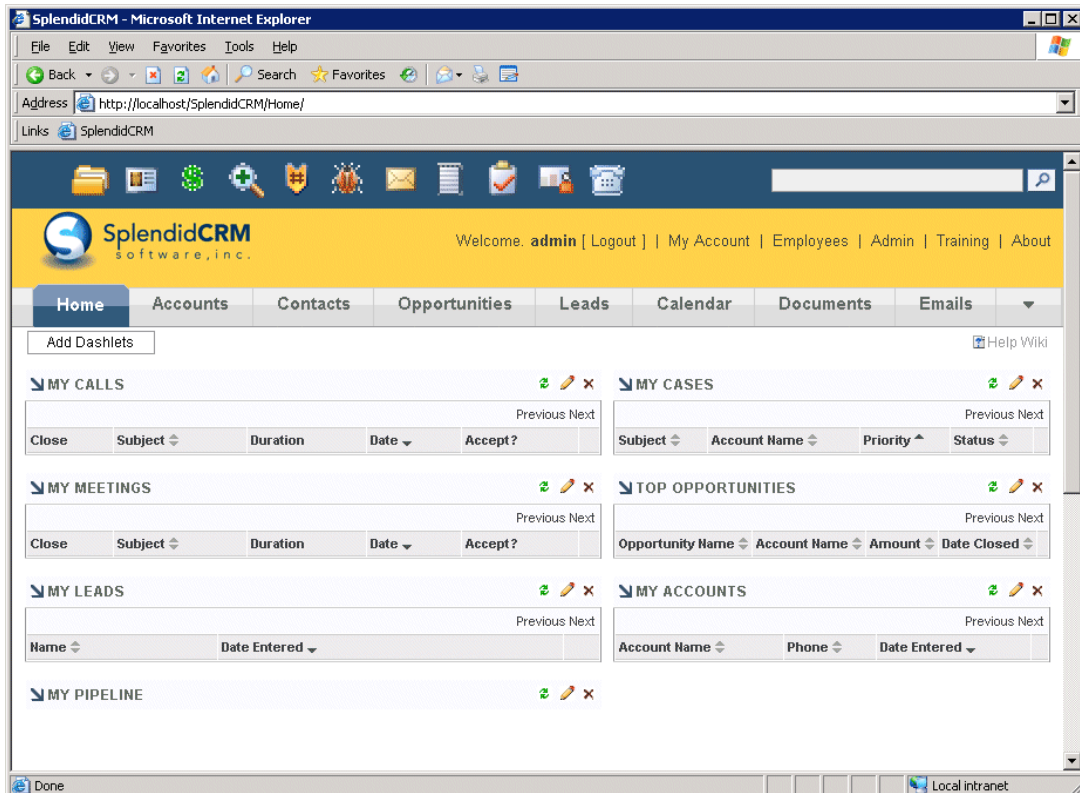 SplendidCRM - Microsoft Internet Explorer
File Edit View Favorites Tools Help
Back Search Favorites
Address http://localhost/SplendidCRM/Home/
Links SplendidCRM
SplendidCRM
software, inc.
Welcome. admin [ Logout ] | My Account | Employees | Admin | Training | About
Home Accounts Contacts Opportunities Leads Calendar Documents Emails
Add Dashlets Help Wiki
MY CALLS
Previous Next
Close Subject Duration Date Accept?
MY CASES
Previous Next
Subject Account Name Priority Status
MY MEETINGS
Previous Next
Close Subject Duration Date Accept?
TOP OPPORTUNITIES
Previous Next
Opportunity Name Account Name Amount Date Closed
MY LEADS
Previous Next
Name Date Entered
MY ACCOUNTS
Previous Next
Account Name Phone Date Entered
MY PIPELINE
Done Local intranet